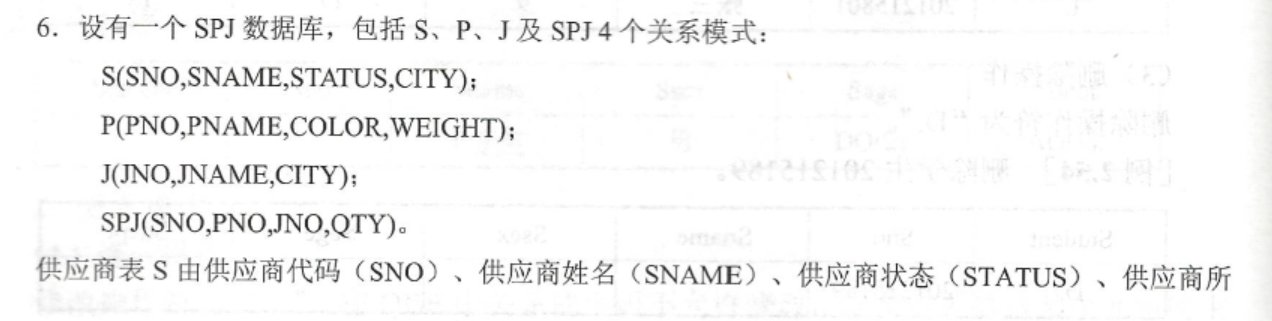 6. 设有一个 SPJ 数据库，包括 S、P、J 及 SPJ 4 个关系模式：
S(SNO,SNAME,STATUS,CITY);
P(PNO,PNAME,COLOR,WEIGHT);
J(JNO,JNAME,CITY);
SPJ(SNO,PNO,JNO,QTY)。
供应商表 S 由供应商代码（SNO）、供应商姓名（SNAME）、供应商状态（STATUS）、供应商所